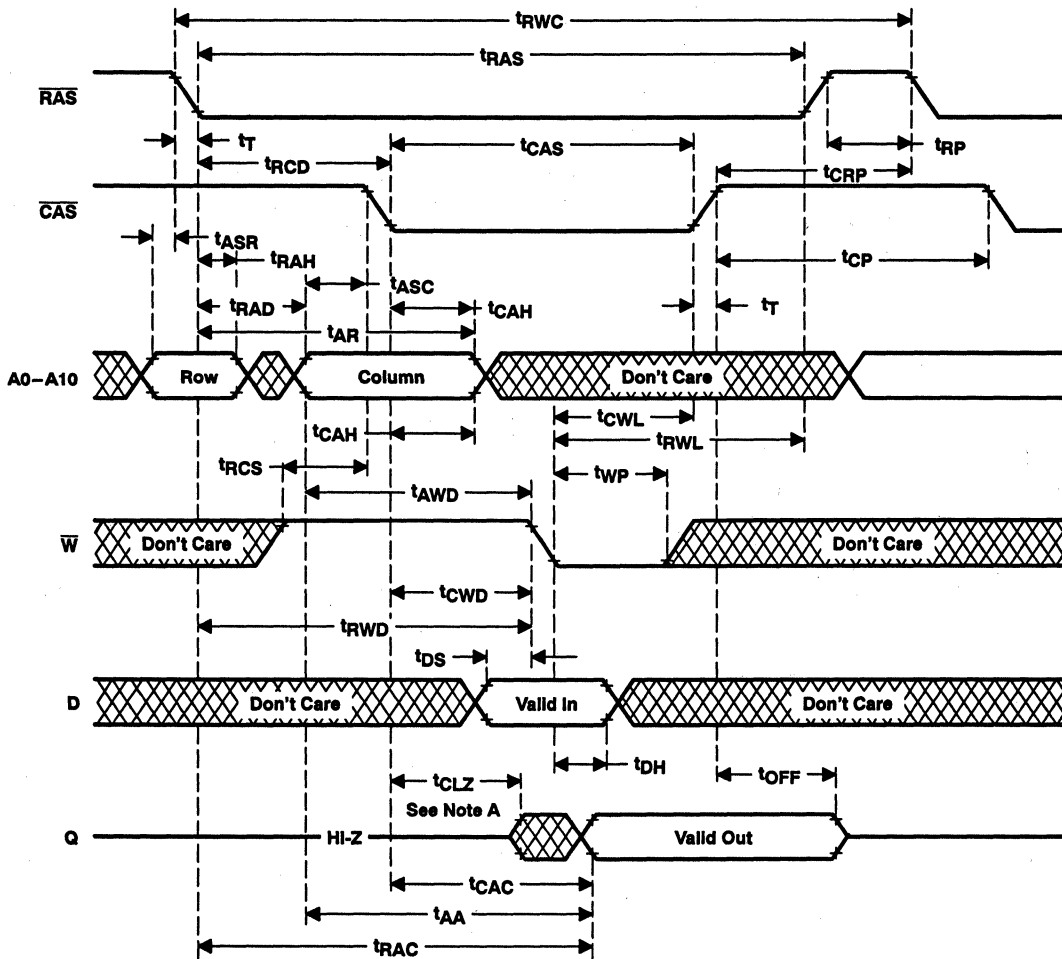 tRWC
tRAS
RAS
tT
tRCD
tCAS
tRP
tCRP
CAS
tASR
tRAH
tASC
tCP
tRAD
tCAH
tT
tAR
A0–A10
Row
Column
Don't Care
tCAH
tCWL
tRWL
tRCS
tAWD
tWP
W
Don't Care
Don't Care
tCWD
tRWD
tDS
D
Don't Care
Valid In
Don't Care
tDH
tCLZ
tOFF
See Note A
Q
HI-Z
Valid Out
tCAC
tAA
tRAC